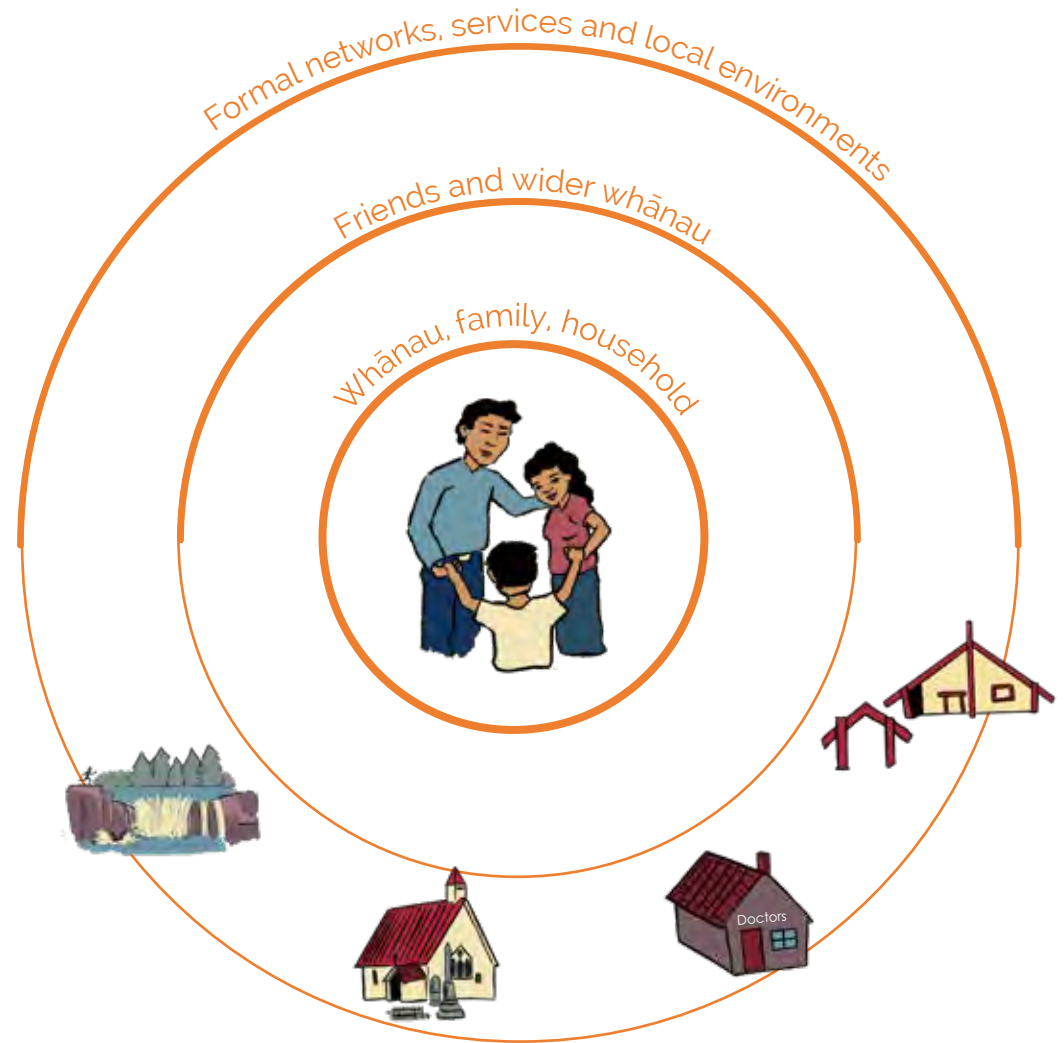 Formal networks, services and local environments
Friends and wider whānau
Whānau, family, household
Doctors